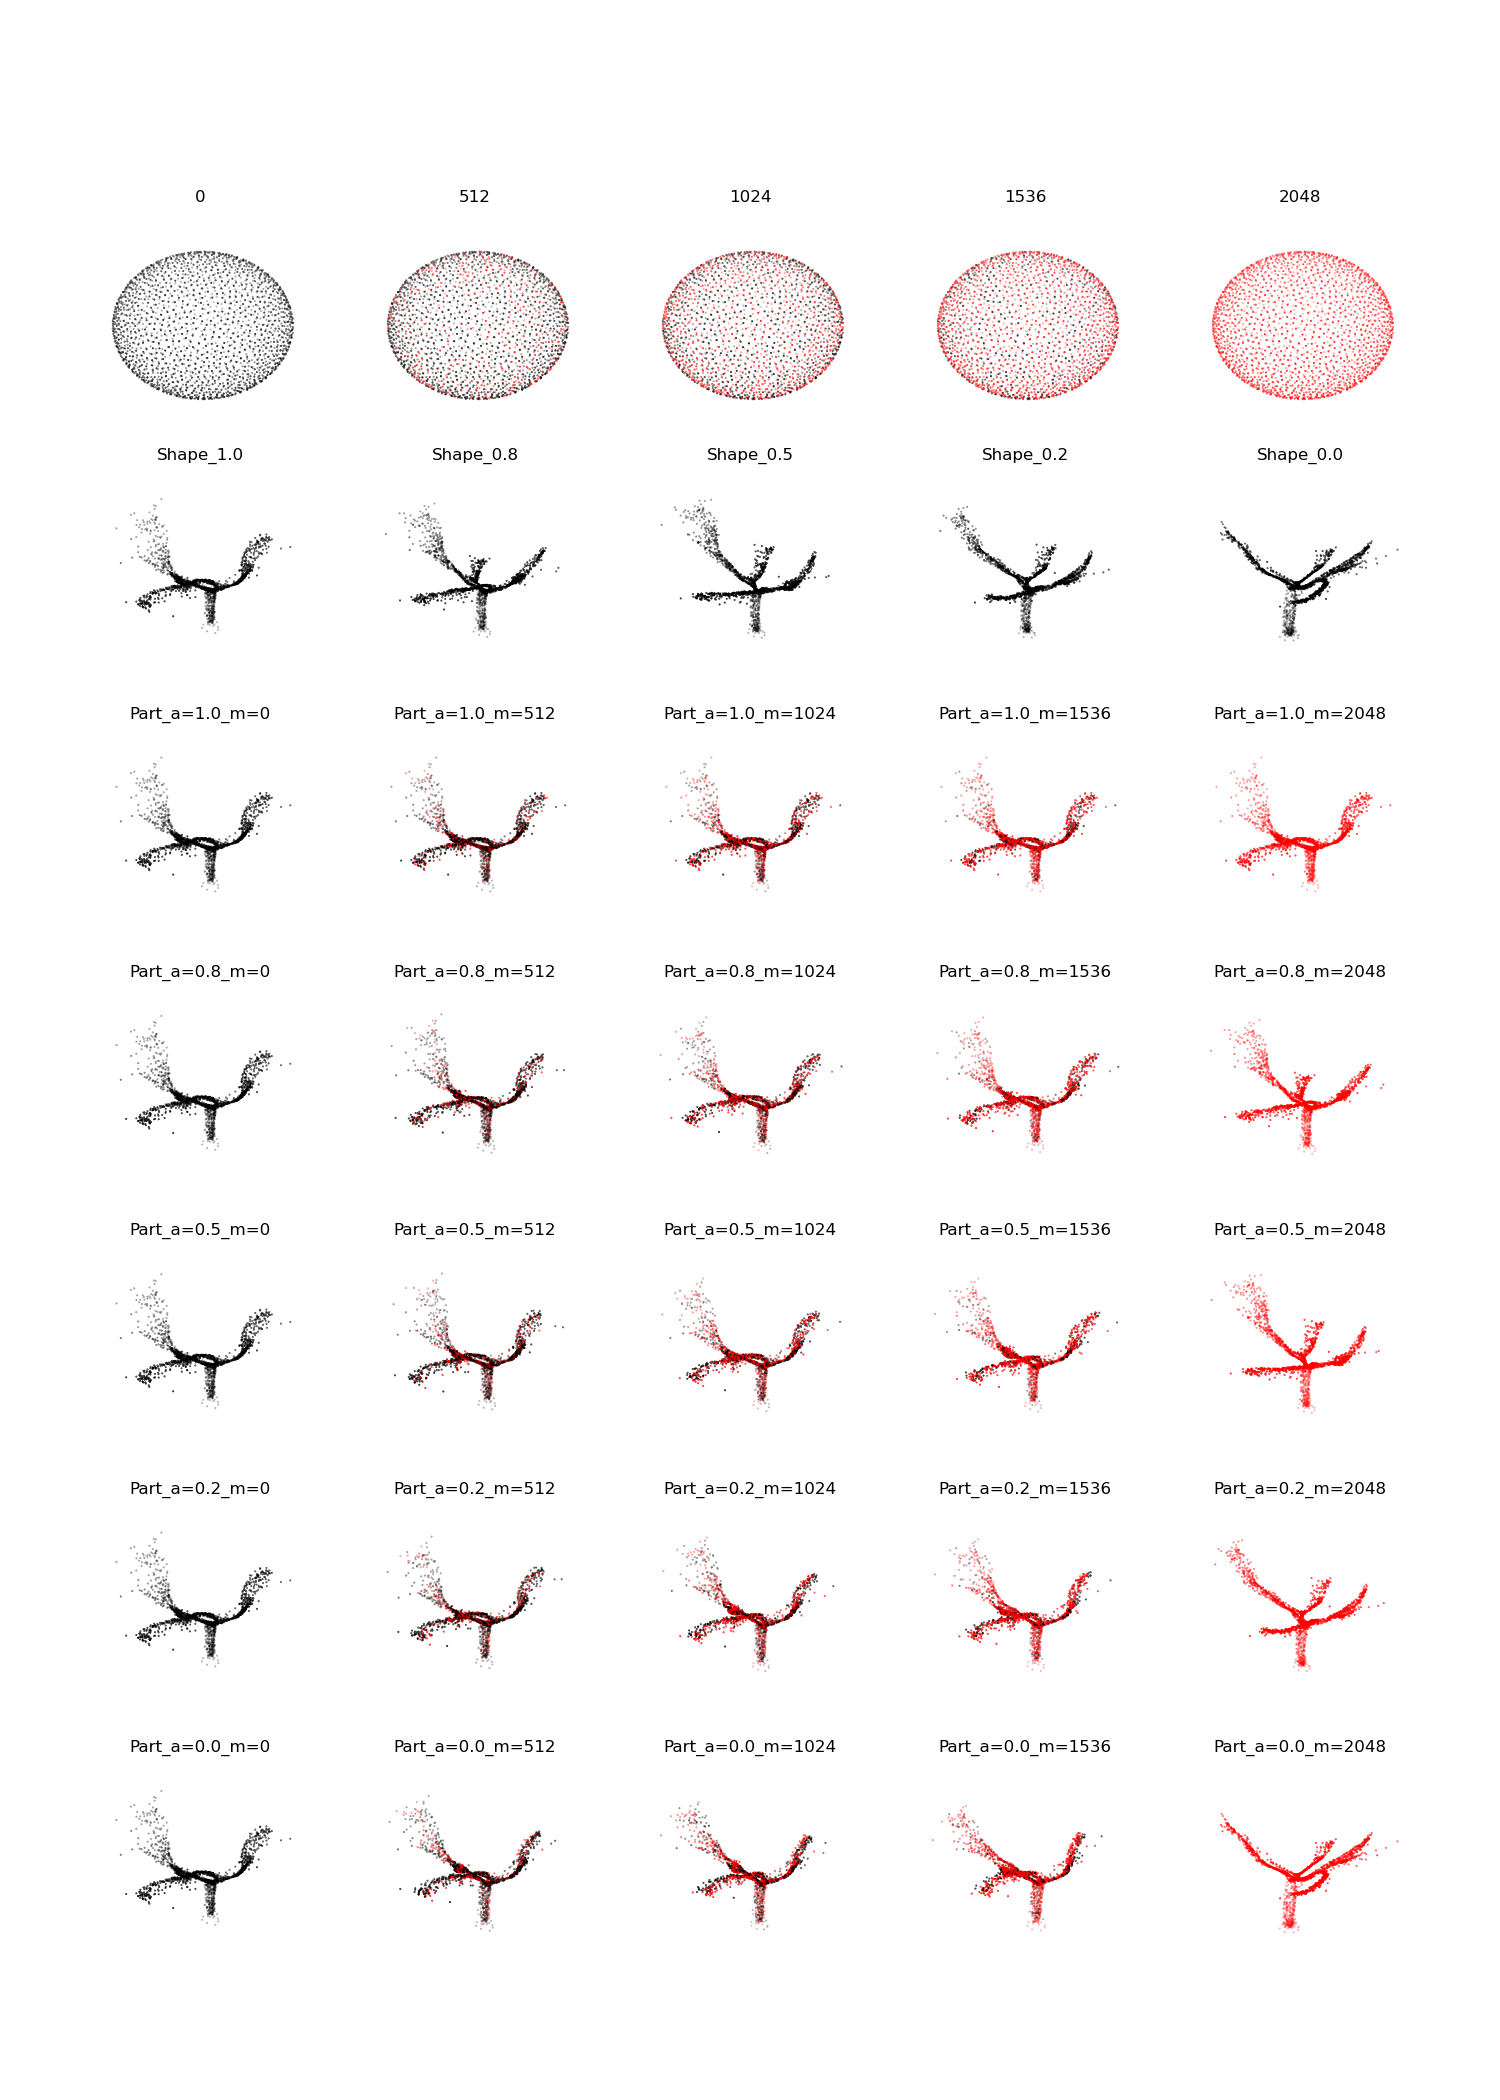 0 512 1024 1536 2048
Shape_1.0 Shape_0.8 Shape_0.5 Shape_0.2 Shape_0.0
Part_a=1.0_m=0 Part_a=1.0_m=512 Part_a=1.0_m=1024 Part_a=1.0_m=1536 Part_a=1.0_m=2048
Part_a=0.8_m=0 Part_a=0.8_m=512 Part_a=0.8_m=1024 Part_a=0.8_m=1536 Part_a=0.8_m=2048
Part_a=0.5_m=0 Part_a=0.5_m=512 Part_a=0.5_m=1024 Part_a=0.5_m=1536 Part_a=0.5_m=2048
Part_a=0.2_m=0 Part_a=0.2_m=512 Part_a=0.2_m=1024 Part_a=0.2_m=1536 Part_a=0.2_m=2048
Part_a=0.0_m=0 Part_a=0.0_m=512 Part_a=0.0_m=1024 Part_a=0.0_m=1536 Part_a=0.0_m=2048